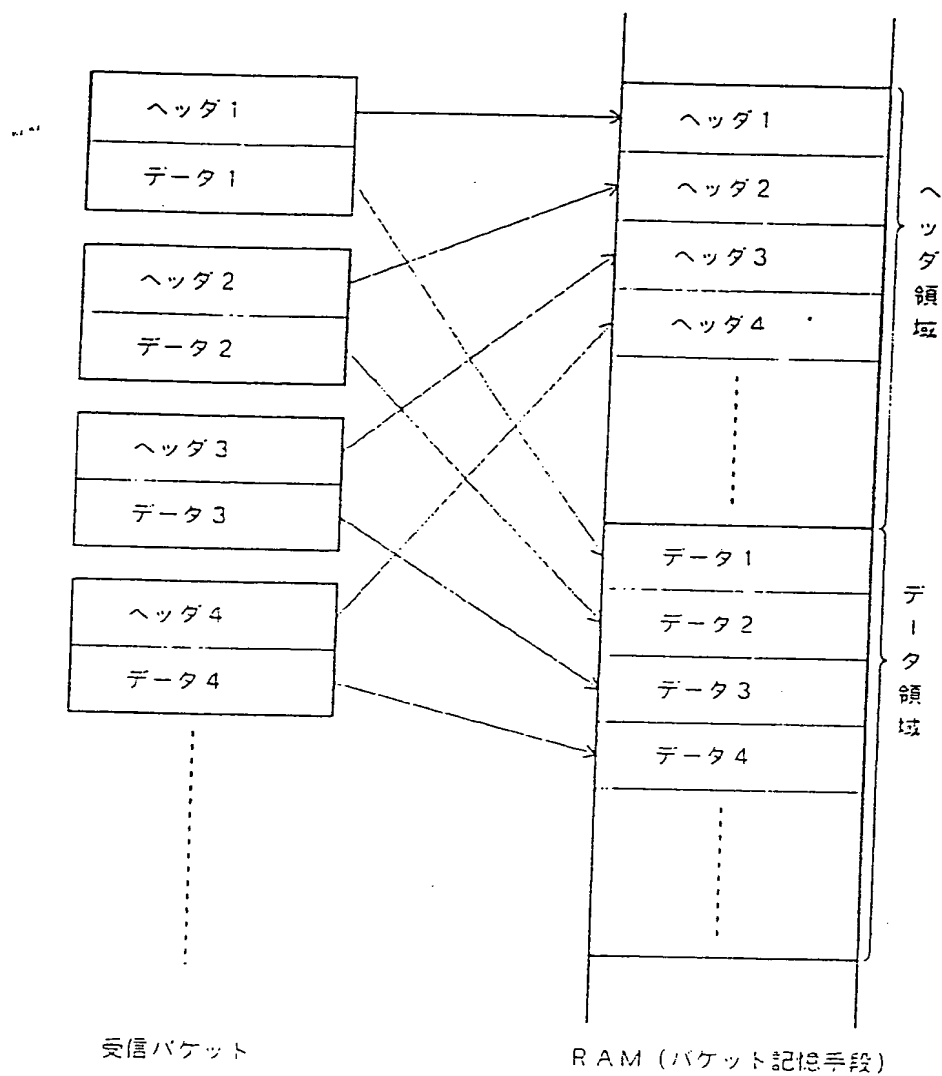 ヘッダ1
データ1
ヘッダ2
データ2
ヘッダ3
データ3
ヘッダ4
データ4
受信パケット
ヘッダ1
ヘッダ2
ヘッダ3
ヘッダ4
ヘッダ領域
データ1
データ2
データ3
データ4
データ領域
RAM(パケット記憶手段)